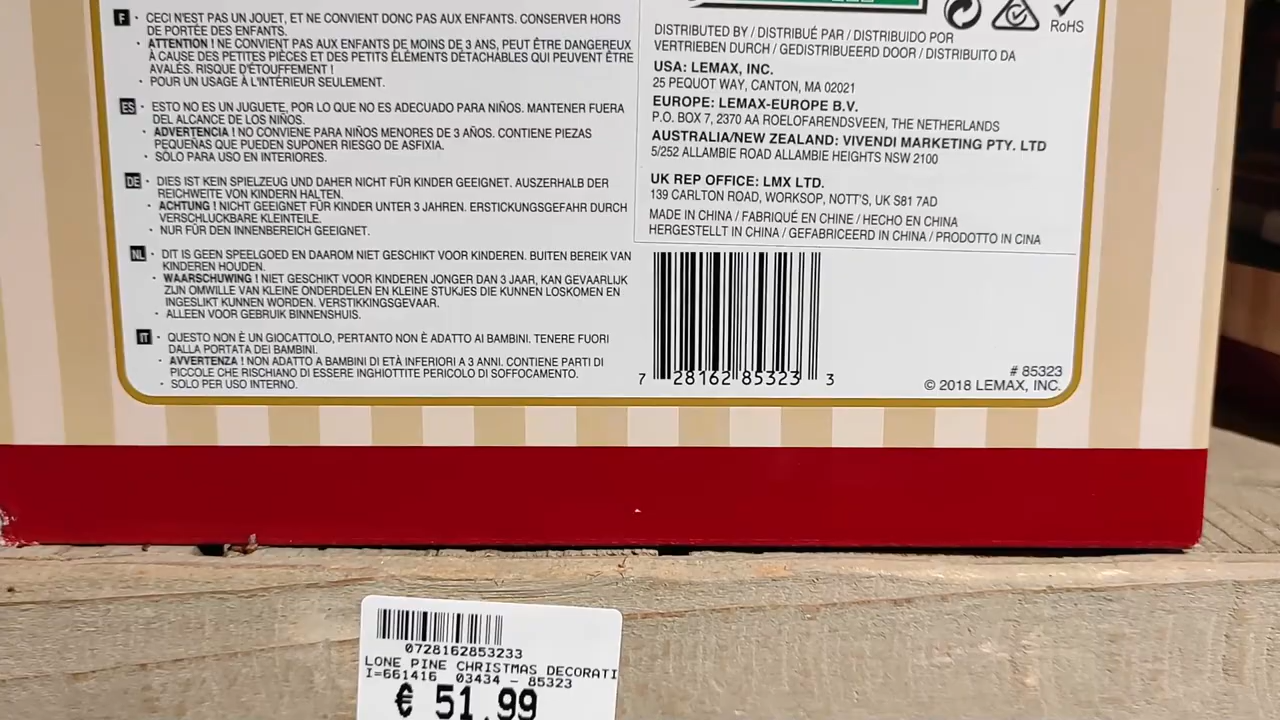 F · CECI N'EST PAS UN JOUET, ET NE CONVIENT DONC PAS AUX ENFANTS. CONSERVER HORS
DE PORTÉE DES ENFANTS.
· ATTENTION ! NE CONVIENT PAS AUX ENFANTS DE MOINS DE 3 ANS, PEUT ÊTRE DANGEREUX
À CAUSE DES PETITES PIÈCES ET DES PETITS ÉLÉMENTS DÉTACHABLES QUI PEUVENT ÊTRE
AVALÉS. RISQUE D'ÉTOUFFEMENT !
· POUR UN USAGE À L'INTÉRIEUR SEULEMENT.
ES · ESTO NO ES UN JUGUETE, POR LO QUE NO ES ADECUADO PARA NIÑOS. MANTENER FUERA
DEL ALCANCE DE LOS NIÑOS.
· ADVERTENCIA ! NO CONVIENE PARA NIÑOS MENORES DE 3 AÑOS. CONTIENE PIEZAS
PEQUEÑAS QUE PUEDEN SUPONER RIESGO DE ASFIXIA.
· SÓLO PARA USO EN INTERIORES.
DE · DIES IST KEIN SPIELZEUG UND DAHER NICHT FÜR KINDER GEEIGNET. AUSZERHALB DER
REICHWEITE VON KINDERN HALTEN.
· ACHTUNG ! NICHT GEEIGNET FÜR KINDER UNTER 3 JAHREN. ERSTICKUNGSGEFAHR DURCH
VERSCHLUCKBARE KLEINTEILE.
· NUR FÜR DEN INNENBEREICH GEEIGNET.
NL · DIT IS GEEN SPEELGOED EN DAAROM NIET GESCHIKT VOOR KINDEREN. BUITEN BEREIK VAN
KINDEREN HOUDEN.
· WAARSCHUWING ! NIET GESCHIKT VOOR KINDEREN JONGER DAN 3 JAAR, KAN GEVAARLIJK
ZIJN OMWILLE VAN KLEINE ONDERDELEN EN KLEINE STUKJES DIE KUNNEN LOSKOMEN EN
INGESLIKT KUNNEN WORDEN. VERSTIKKINGSGEVAAR.
· ALLEEN VOOR GEBRUIK BINNENSHUIS.
IT · QUESTO NON È UN GIOCATTOLO, PERTANTO NON È ADATTO AI BAMBINI. TENERE FUORI
DALLA PORTATA DEI BAMBINI.
· AVVERTENZA ! NON ADATTO A BAMBINI DI ETÀ INFERIORI A 3 ANNI. CONTIENE PARTI DI
PICCOLE CHE RISCHIANO DI ESSERE INGHIOTTITE PERICOLO DI SOFFOCAMENTO.
· SOLO PER USO INTERNO.
RoHS
DISTRIBUTED BY / DISTRIBUÉ PAR / DISTRIBUIDO POR
VERTRIEBEN DURCH / GEDISTRIBUEERD DOOR / DISTRIBUITO DA
USA: LEMAX, INC.
25 PEQUOT WAY, CANTON, MA 02021
EUROPE: LEMAX-EUROPE B.V.
P.O. BOX 7, 2370 AA ROELOFARENDSVEEN, THE NETHERLANDS
AUSTRALIA/NEW ZEALAND: VIVENDI MARKETING PTY. LTD
5/252 ALLAMBIE ROAD ALLAMBIE HEIGHTS NSW 2100
UK REP OFFICE: LMX LTD.
139 CARLTON ROAD, WORKSOP, NOTT'S, UK S81 7AD
MADE IN CHINA / FABRIQUÉ EN CHINE / HECHO EN CHINA
HERGESTELLT IN CHINA / GEFABRICEERD IN CHINA / PRODOTTO IN CINA
7 28162 85323 3
# 85323
© 2018 LEMAX, INC.
0728162853233
LONE PINE CHRISTMAS DECORATI
I=661416 03434 - 85323
€ 51.99